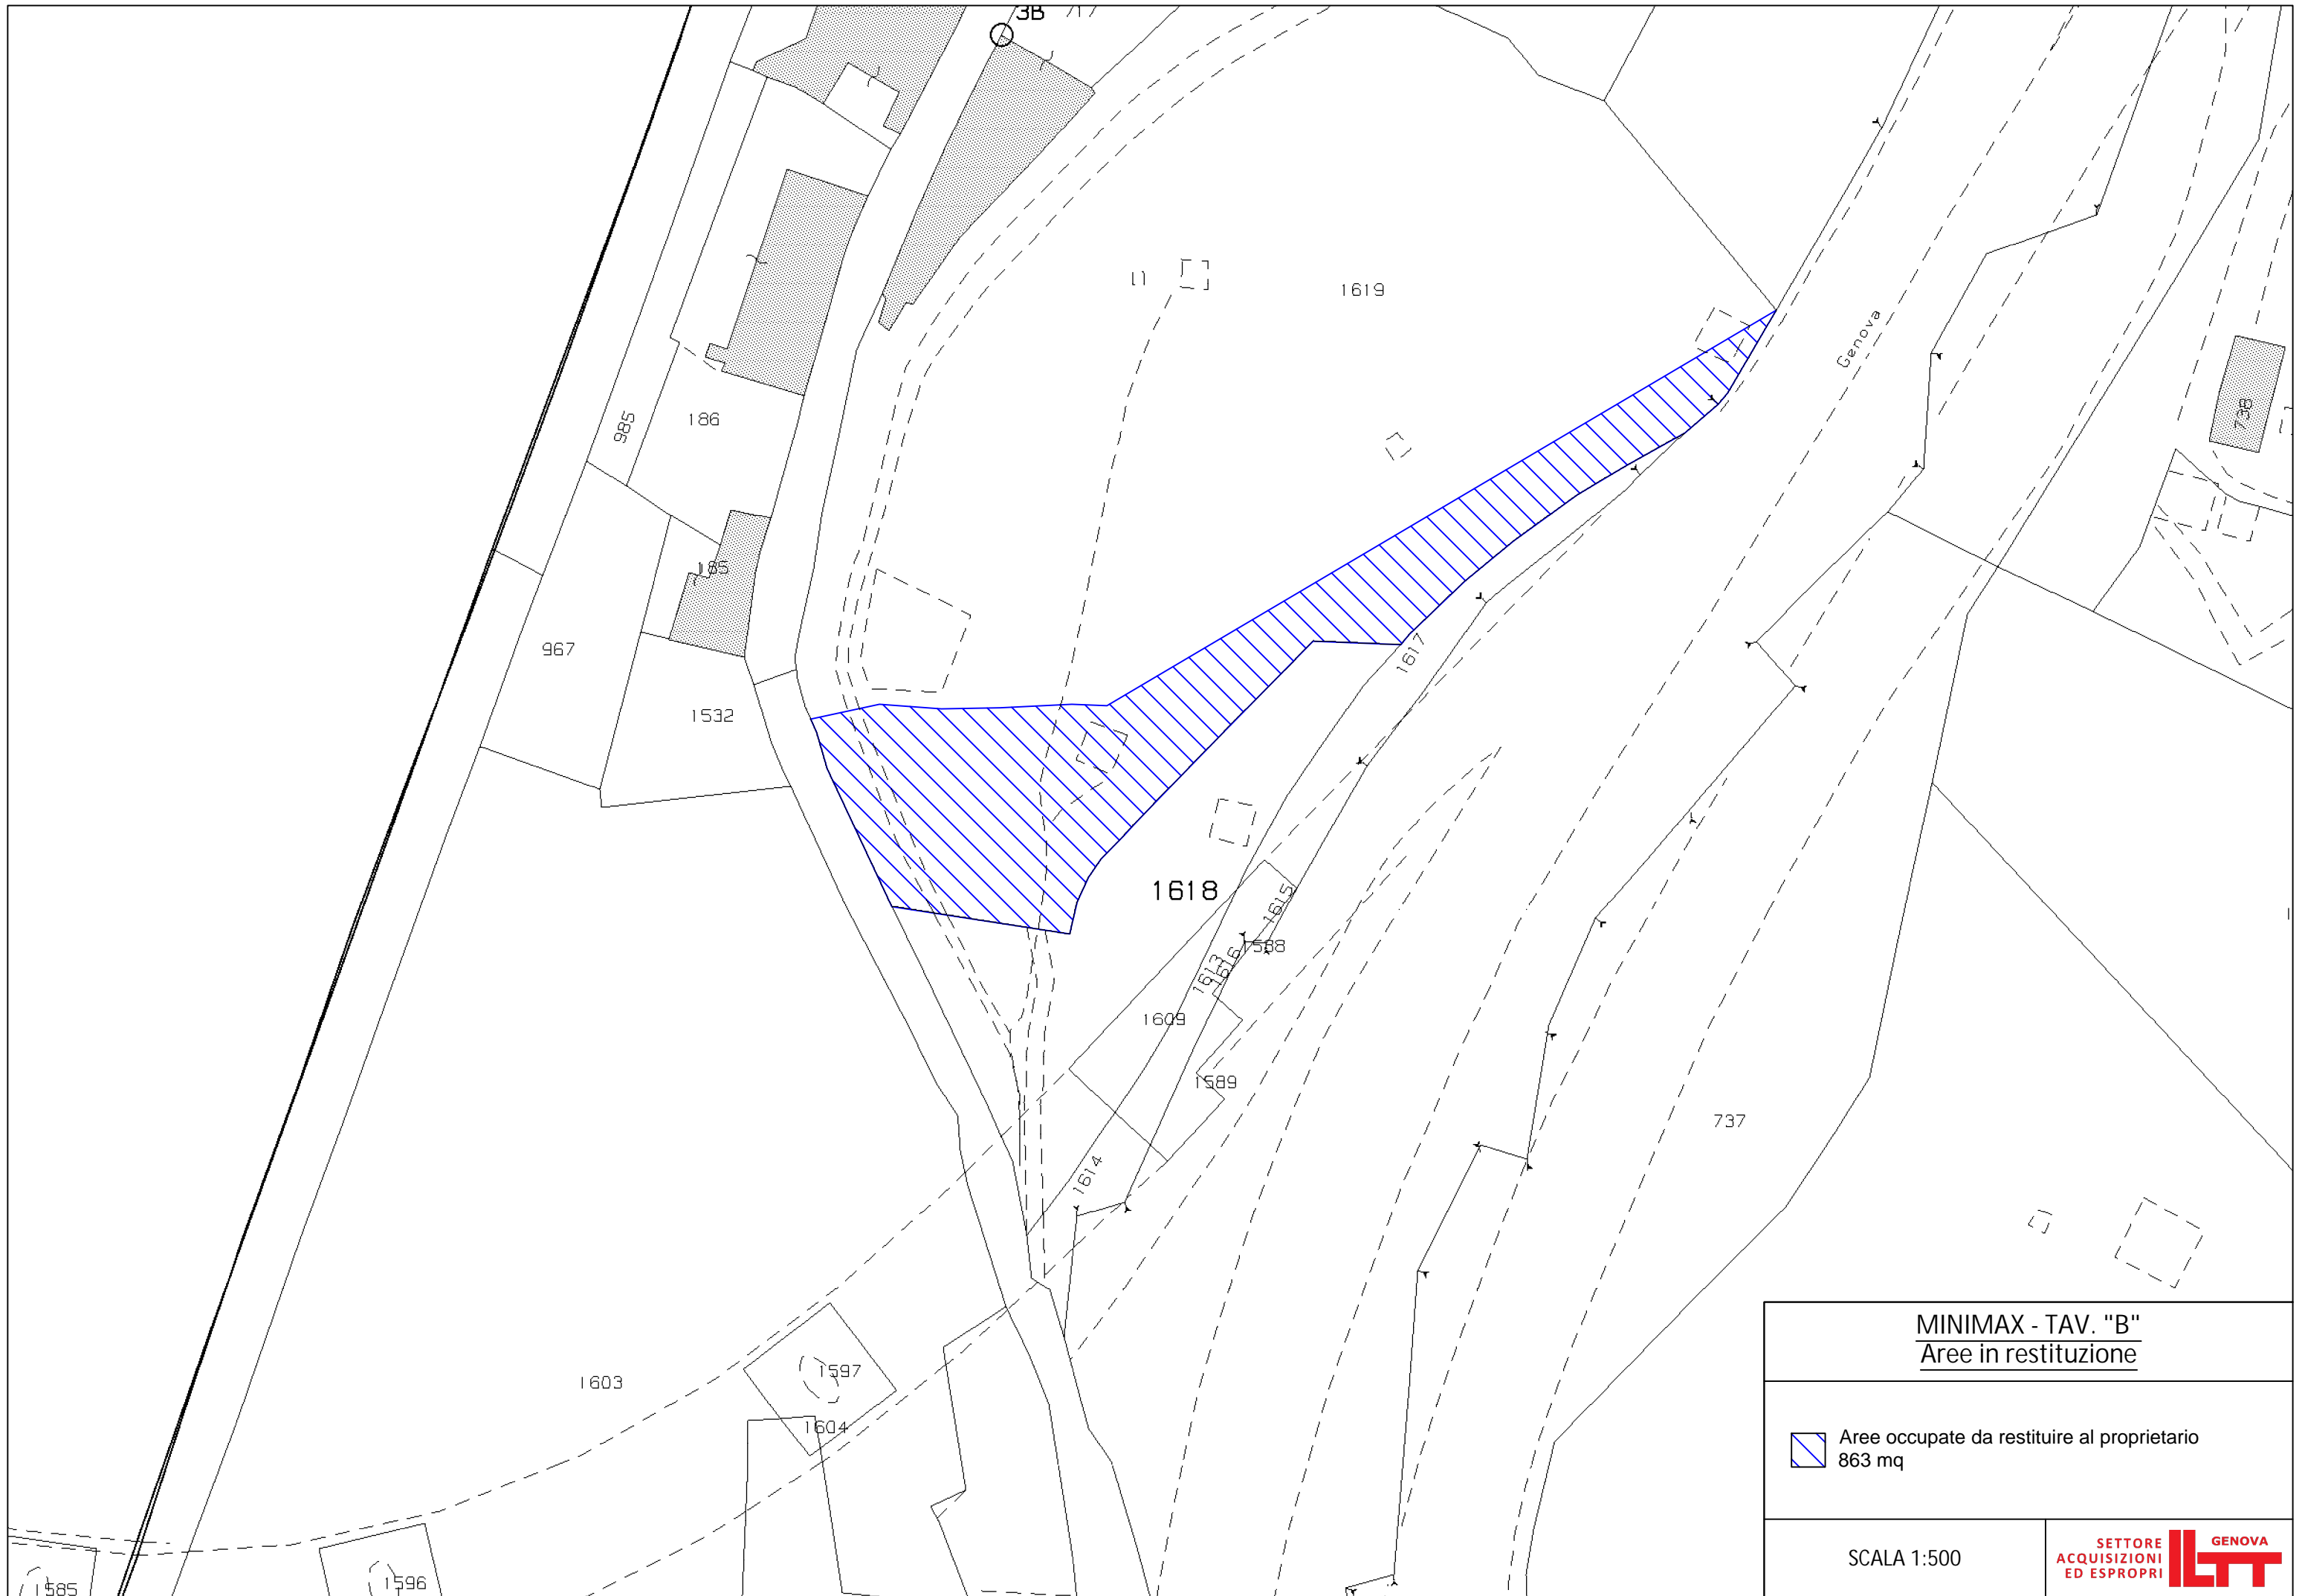 3B
1619
Genova
738
985
186
185
967
1532
1617
1618
1615
1588
1613
1616
1609
1589
737
1614
1603
1597
1604
1585
1596
MINIMAX - TAV. "B"
Aree in restituzione
Aree occupate da restituire al proprietario
863 mq
SCALA 1:500
SETTORE
ACQUISIZIONI
ED ESPROPRI
GENOVA